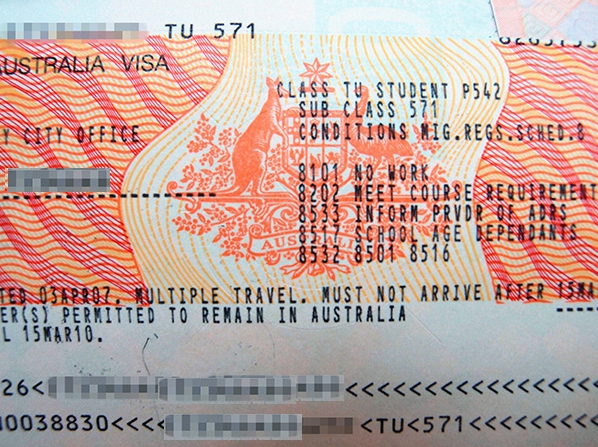 TU 571
AUSTRALIA VISA
CLASS TU STUDENT P542
SUB CLASS 571
Y CITY OFFICE
CONDITIONS MIG.REGS.SCHED.8
8101 NO WORK
8202 MEET COURSE REQUIREMENT
8533 INFORM PRVDR OF ADRS
8517 SCHOOL AGE DEPENDANTS
8532 8501 8516
AUSTRALIA
TED 03APR07. MULTIPLE TRAVEL. MUST NOT ARRIVE AFTER 15MA
ER(S) PERMITTED TO REMAIN IN AUSTRALIA
L 15MAR10.
26< <<<<<<<<<<<<<<<<
0038830<<<< <TU<571<<<<<<<